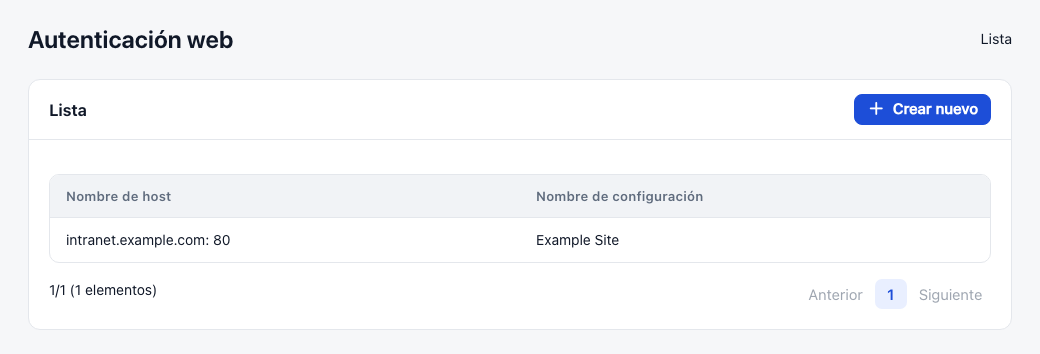 Autenticación web
Lista
Lista
Crear nuevo
Nombre de host
Nombre de configuración
intranet.example.com: 80
Example Site
1/1 (1 elementos)
Anterior
1
Siguiente